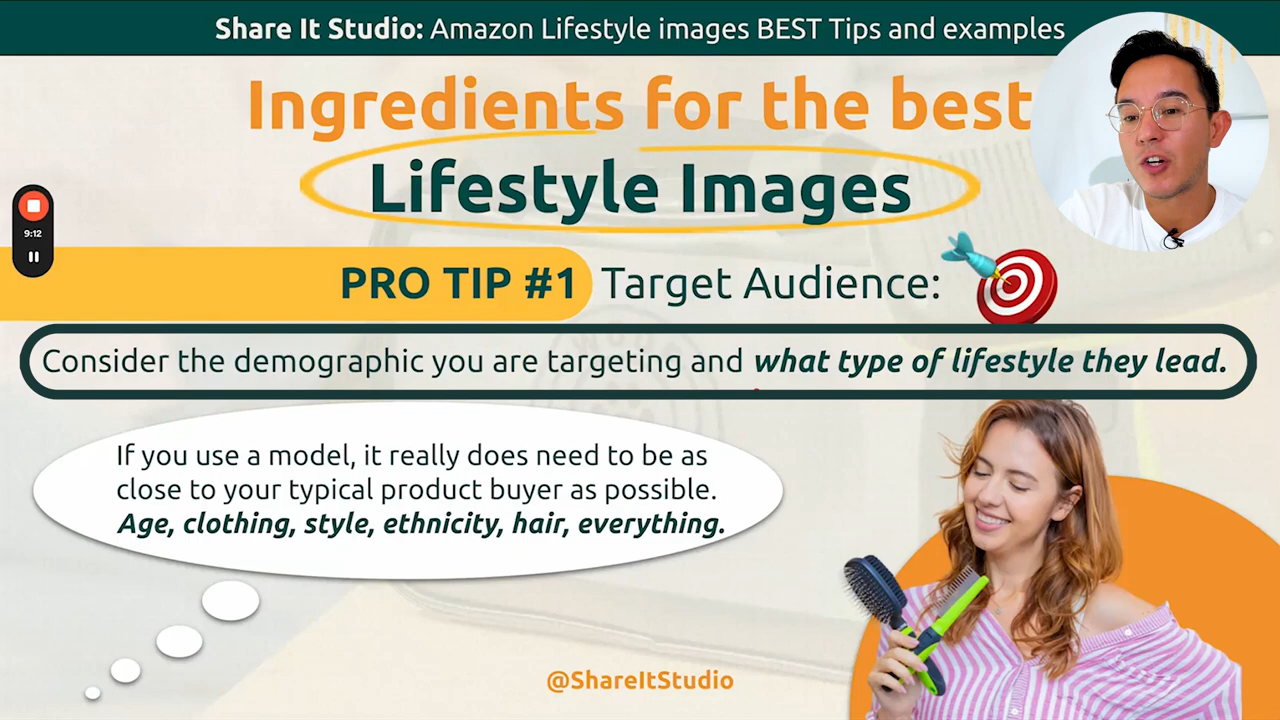 Share It Studio: Amazon Lifestyle images BEST Tips and examples
Ingredients for the best
Lifestyle Images
9:12
PRO TIP #1 Target Audience:
Consider the demographic you are targeting and what type of lifestyle they lead.
If you use a model, it really does need to be as
close to your typical product buyer as possible.
Age, clothing, style, ethnicity, hair, everything.
@ShareItStudio